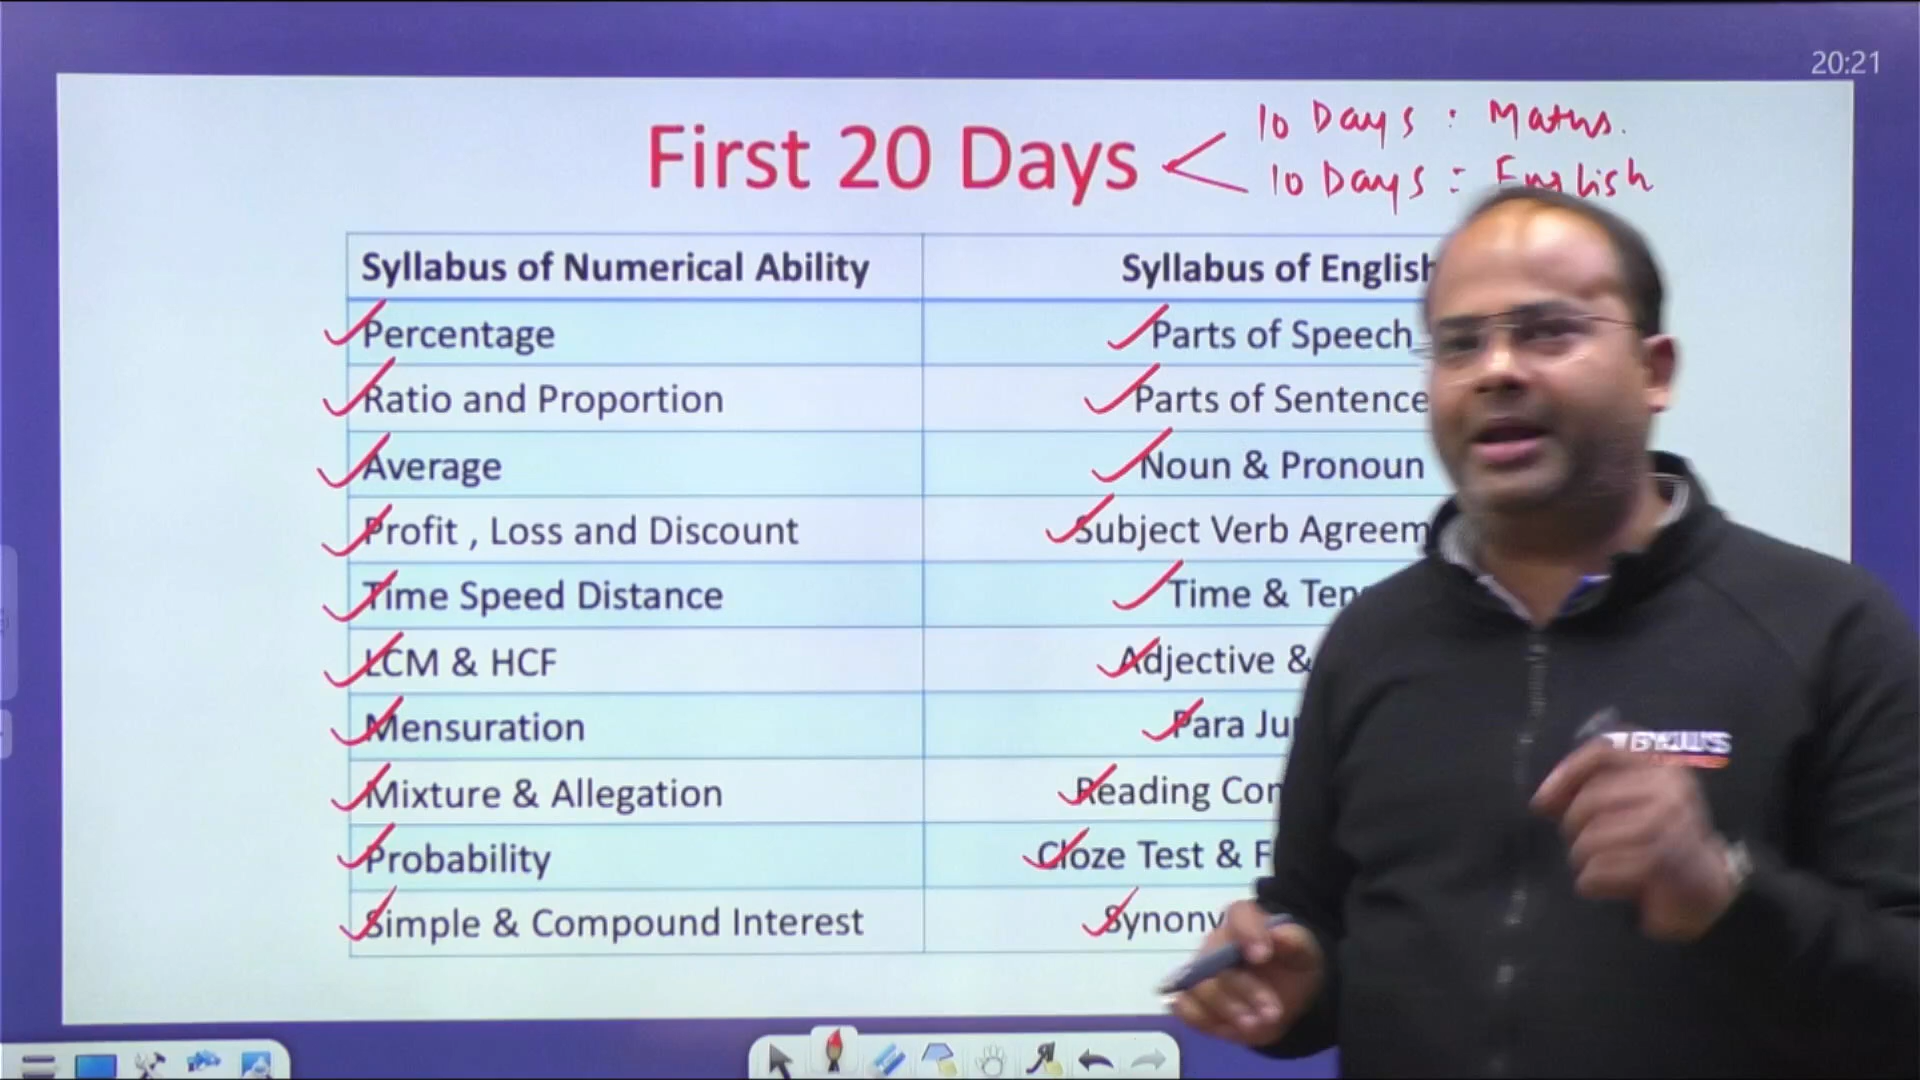 20:21
First 20 Days
10 Days : Maths.
10 Days : English
Syllabus of Numerical Ability
Syllabus of English
Percentage
Parts of Speech
Ratio and Proportion
Parts of Sentence
Average
Noun & Pronoun
Profit , Loss and Discount
Subject Verb Agreem
Time Speed Distance
Time & Ten
LCM & HCF
Adjective &
Mensuration
Para Ju
Mixture & Allegation
Reading Con
Probability
Cloze Test & F
Simple & Compound Interest
Synony
BYJU'S